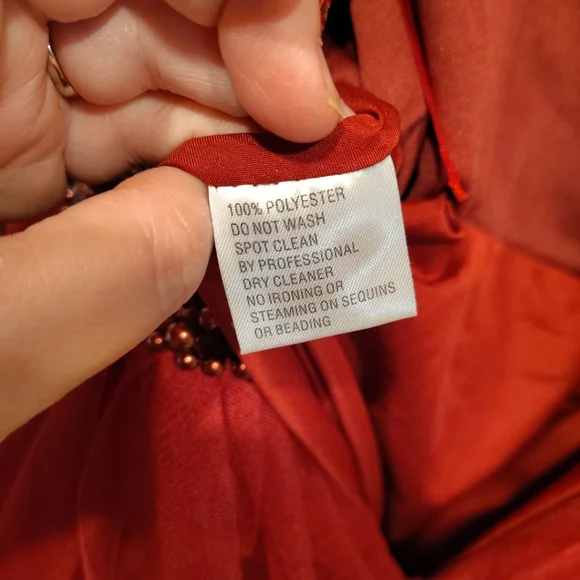 100% POLYESTER
DO NOT WASH
SPOT CLEAN
BY PROFESSIONAL
DRY CLEANER
NO IRONING OR
STEAMING ON SEQUINS
OR BEADING